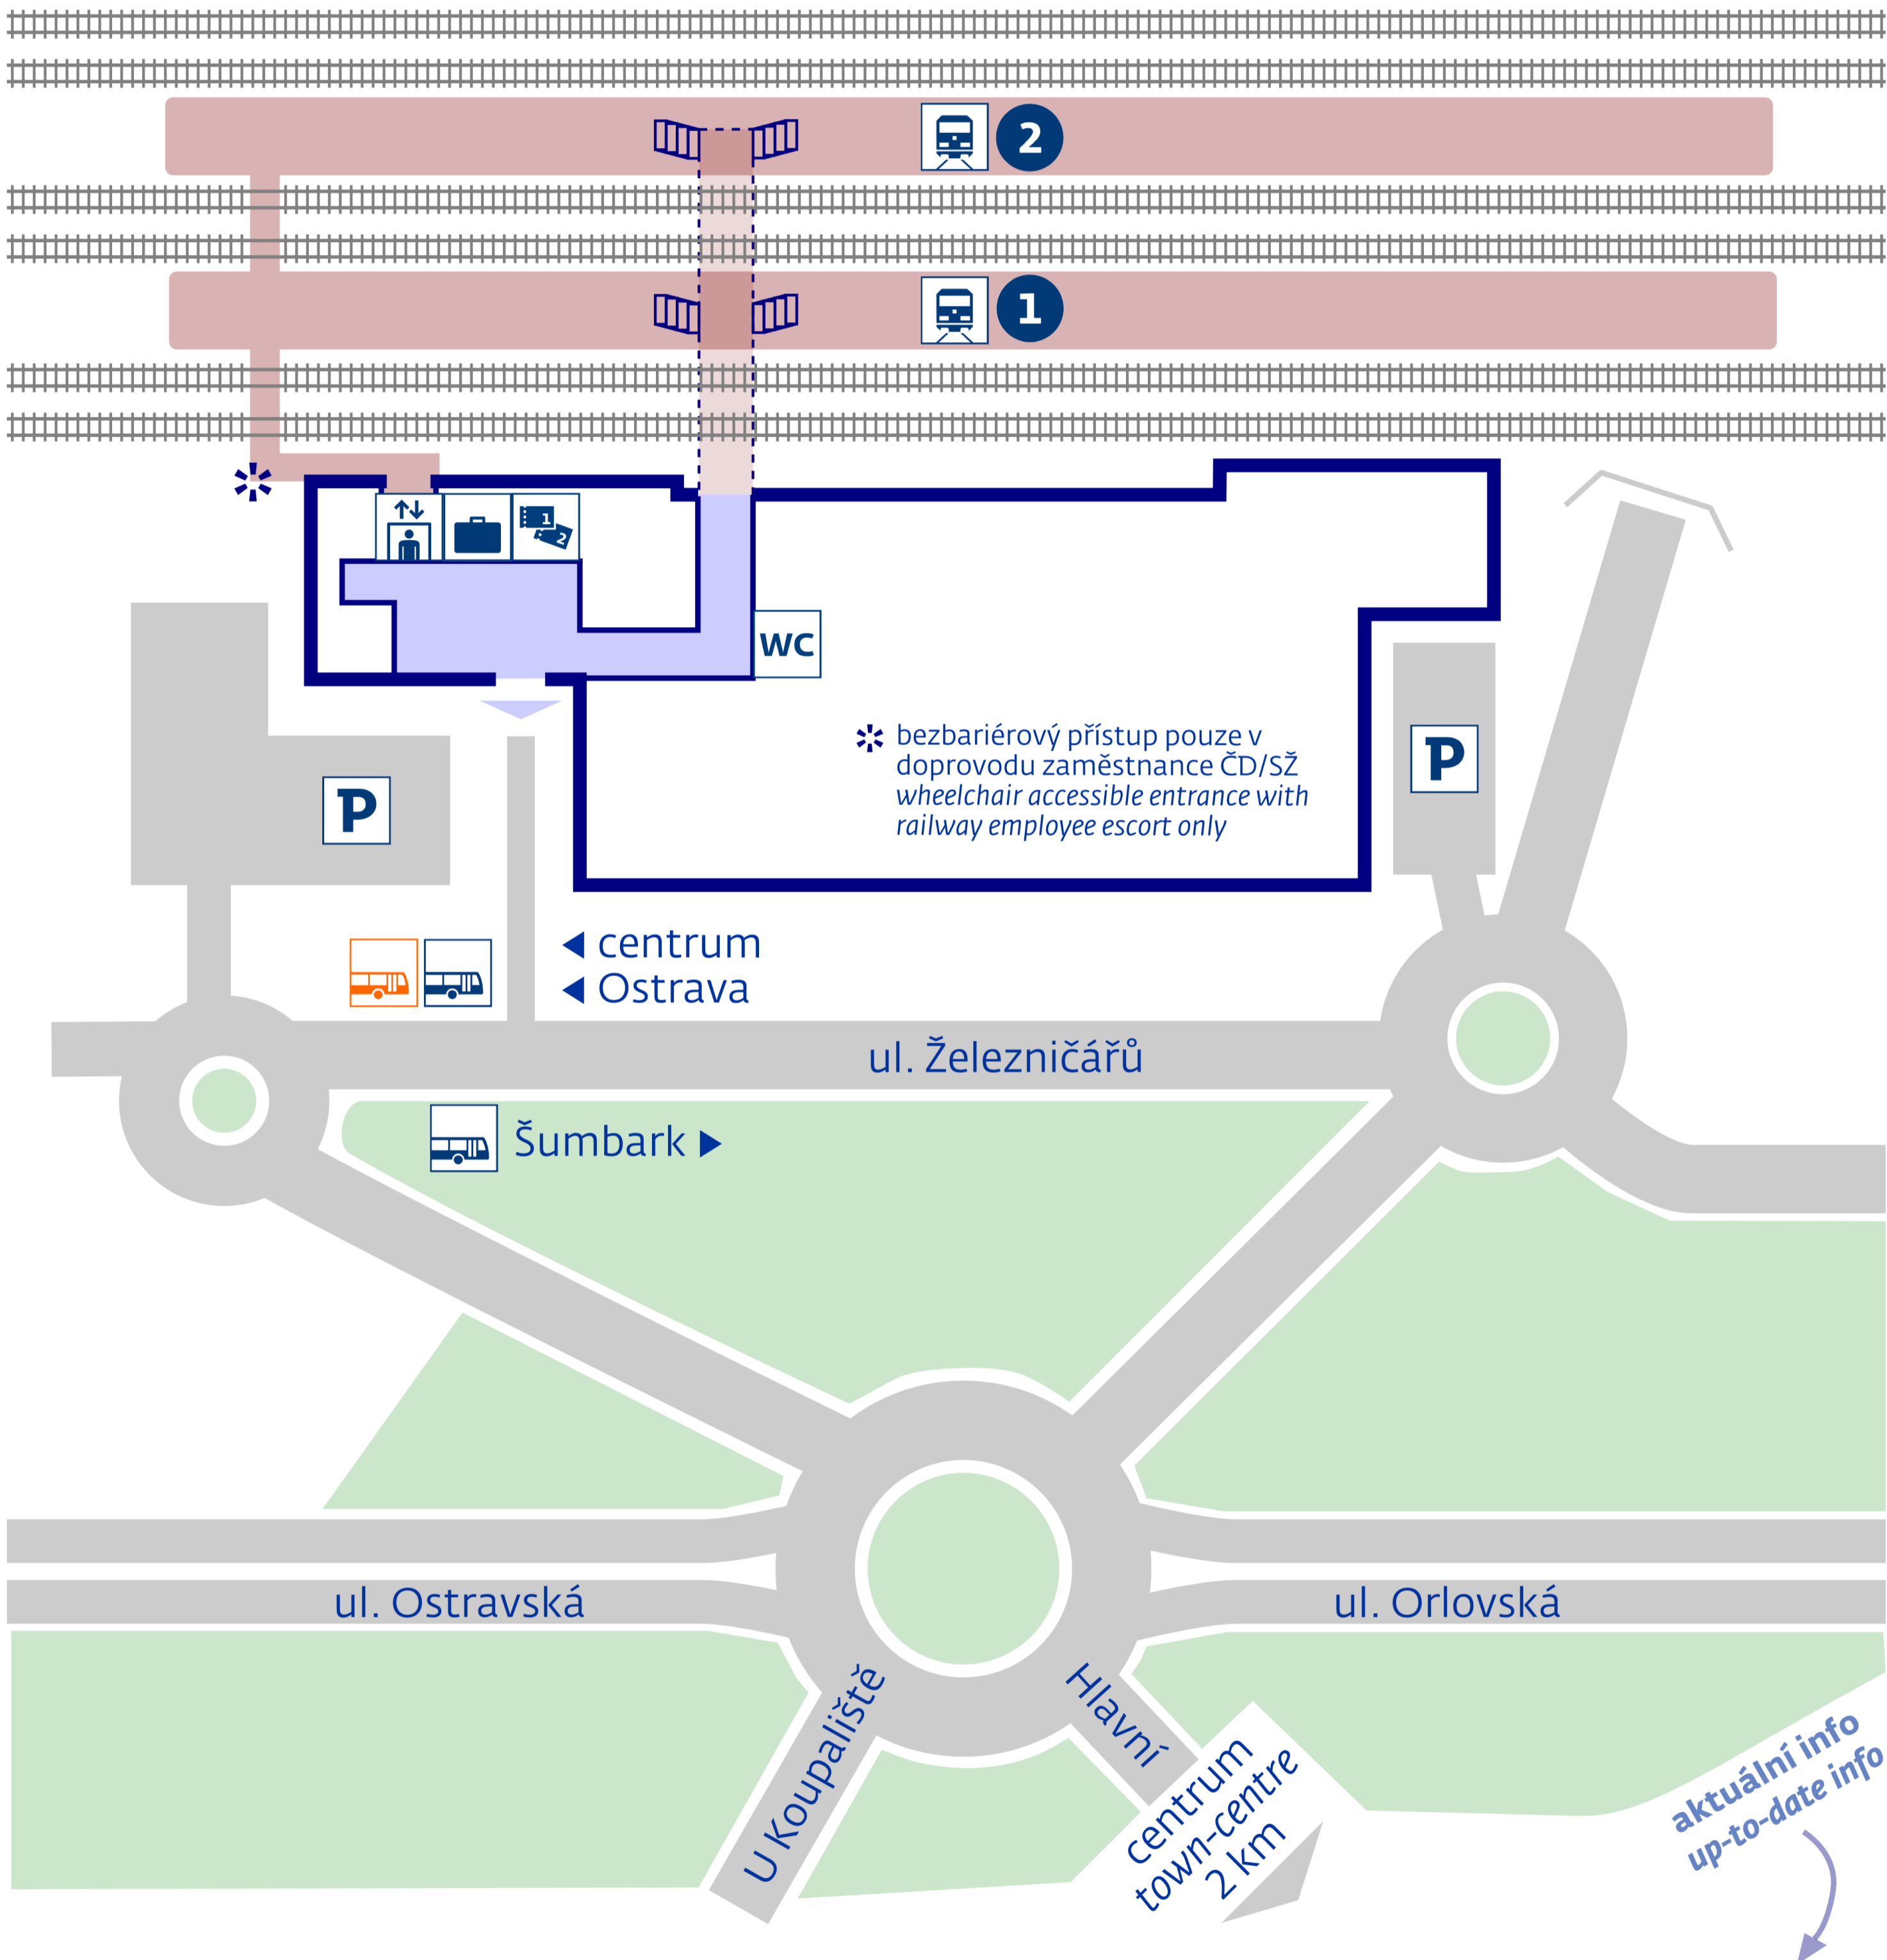 2
1
1
2
WC
bezbariérový přístup pouze v
doprovodu zaměstnance ČD/SŽ
wheelchair accessible entrance with
railway employee escort only
P
P
centrum
Ostrava
ul. Železničářů
Šumbark
ul. Ostravská
ul. Orlovská
U Koupaliště
Hlavní
centrum
town-centre
2 km
aktuální info
up-to-date info